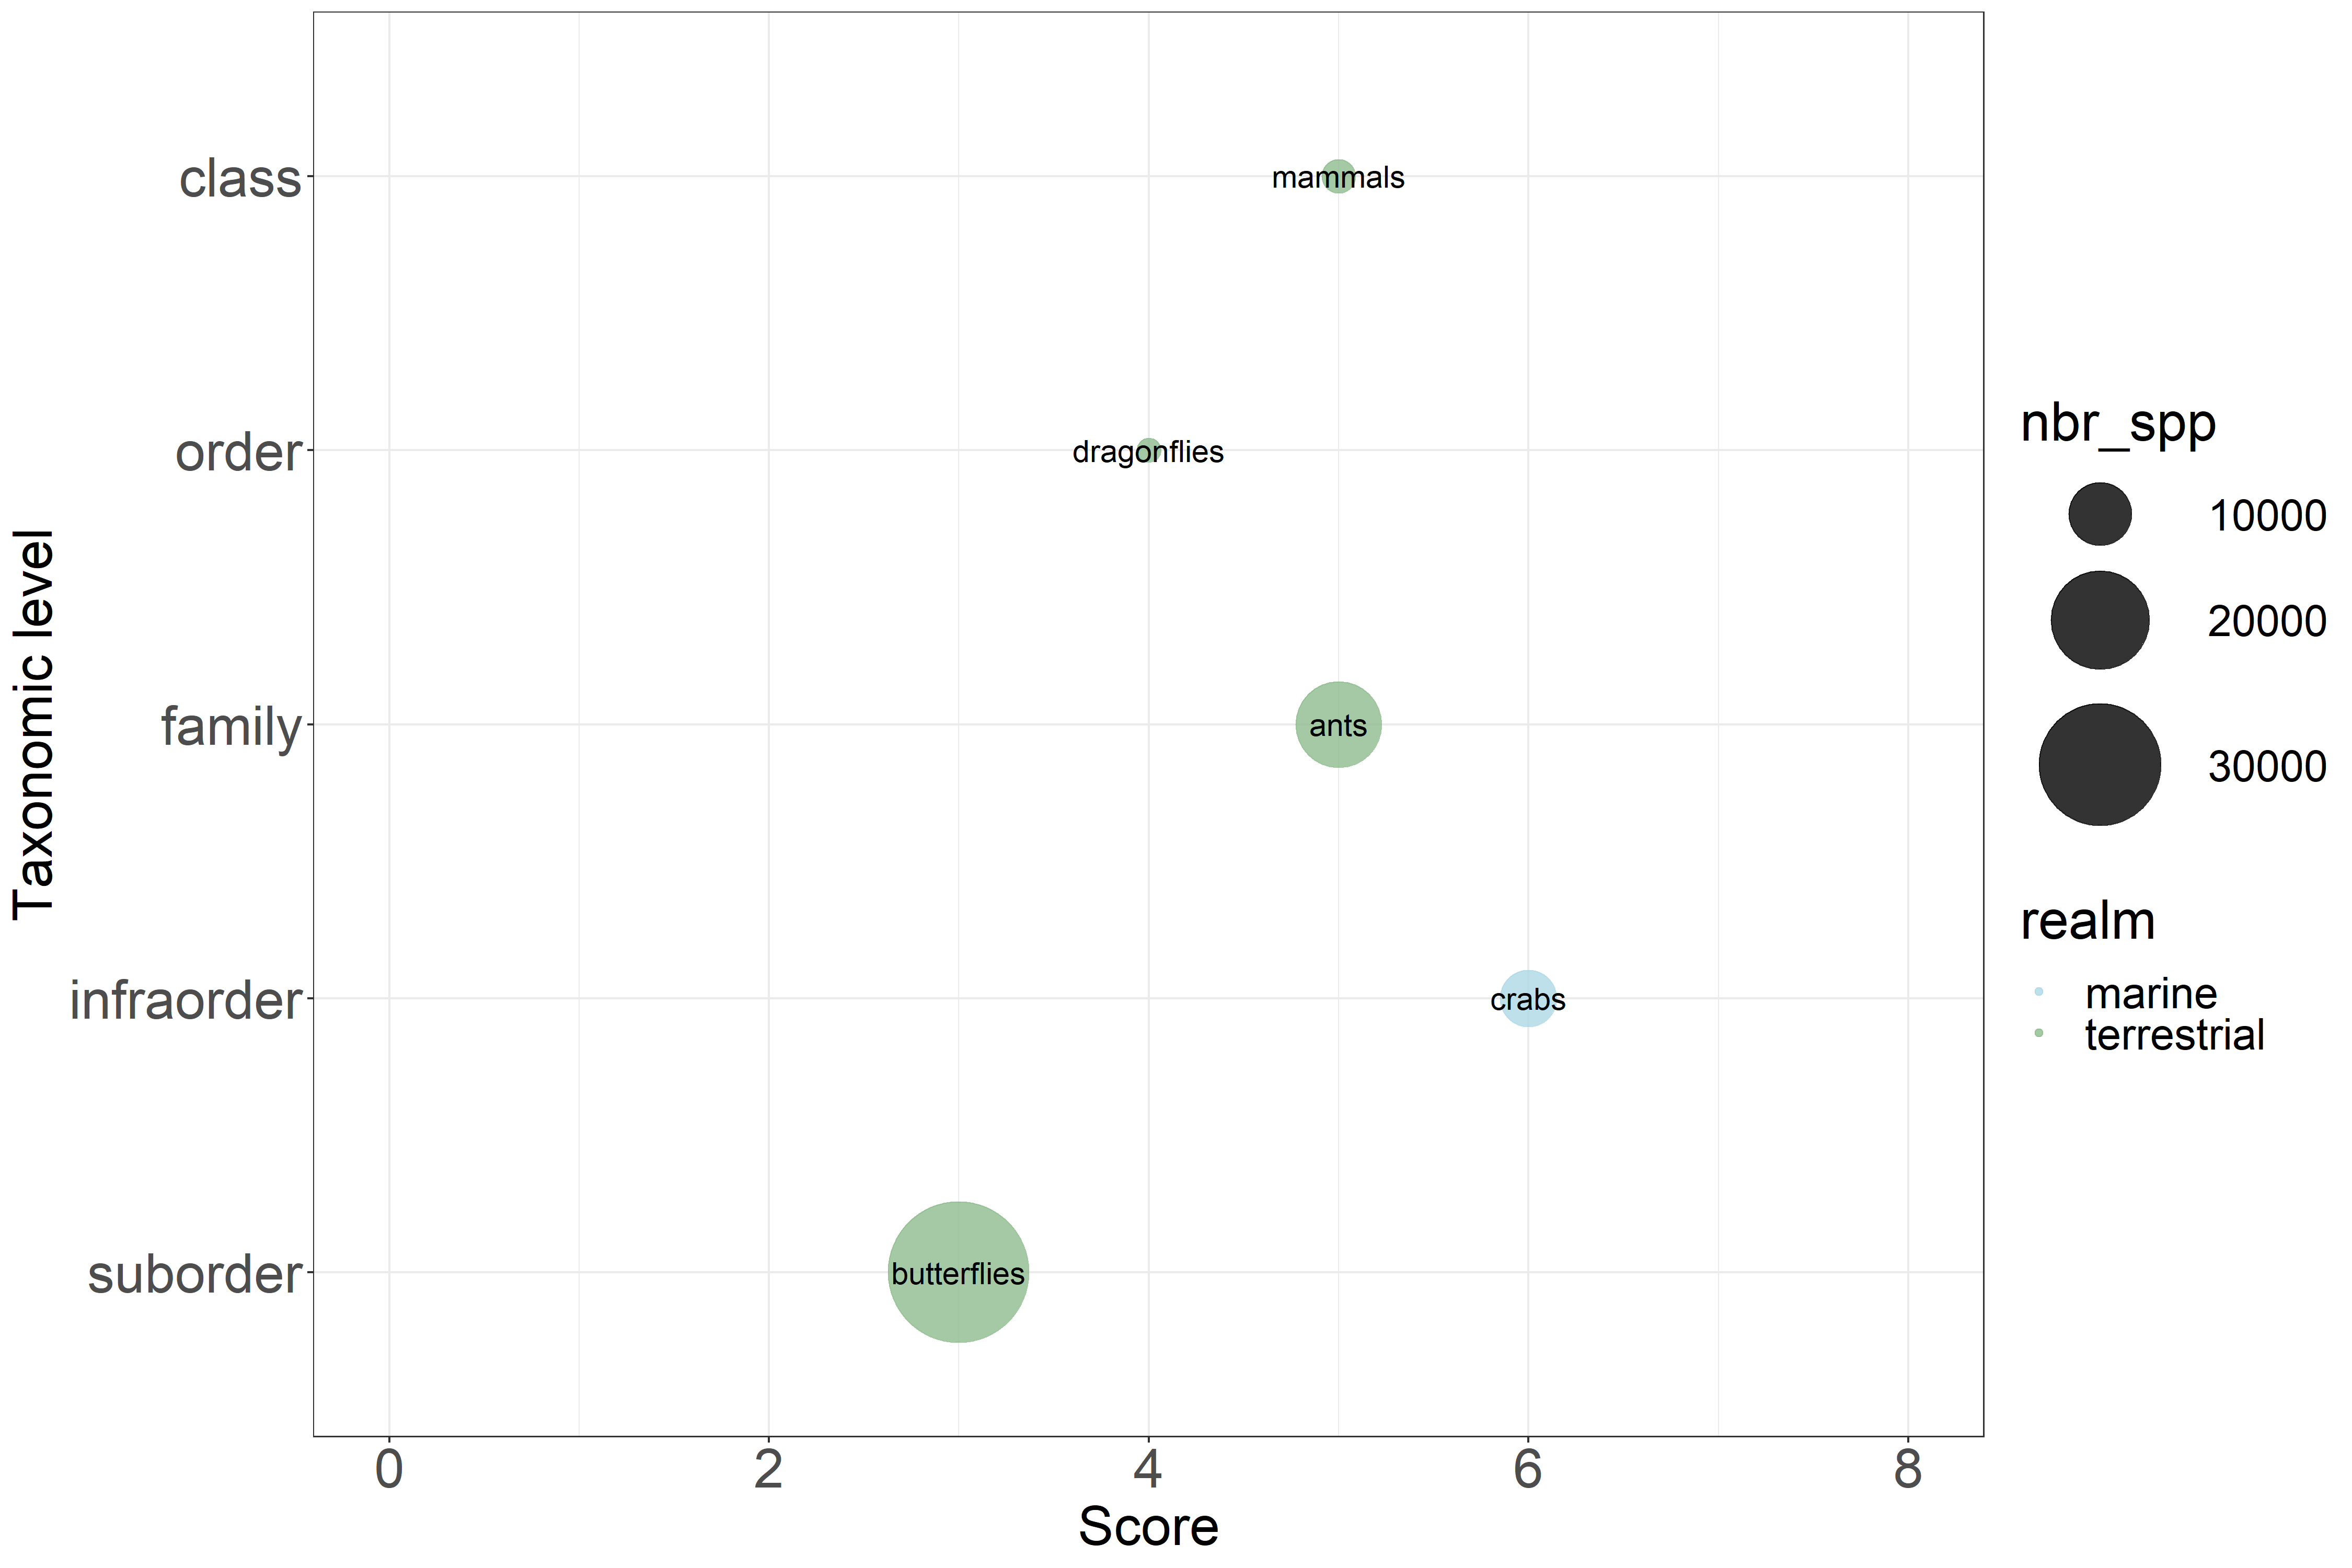 Taxonomic level
class
order
family
infraorder
suborder
mammals
dragonflies
ants
crabs
butterflies
0 2 4 6 8
Score
nbr_spp
10000
20000
30000
realm
marine
terrestrial